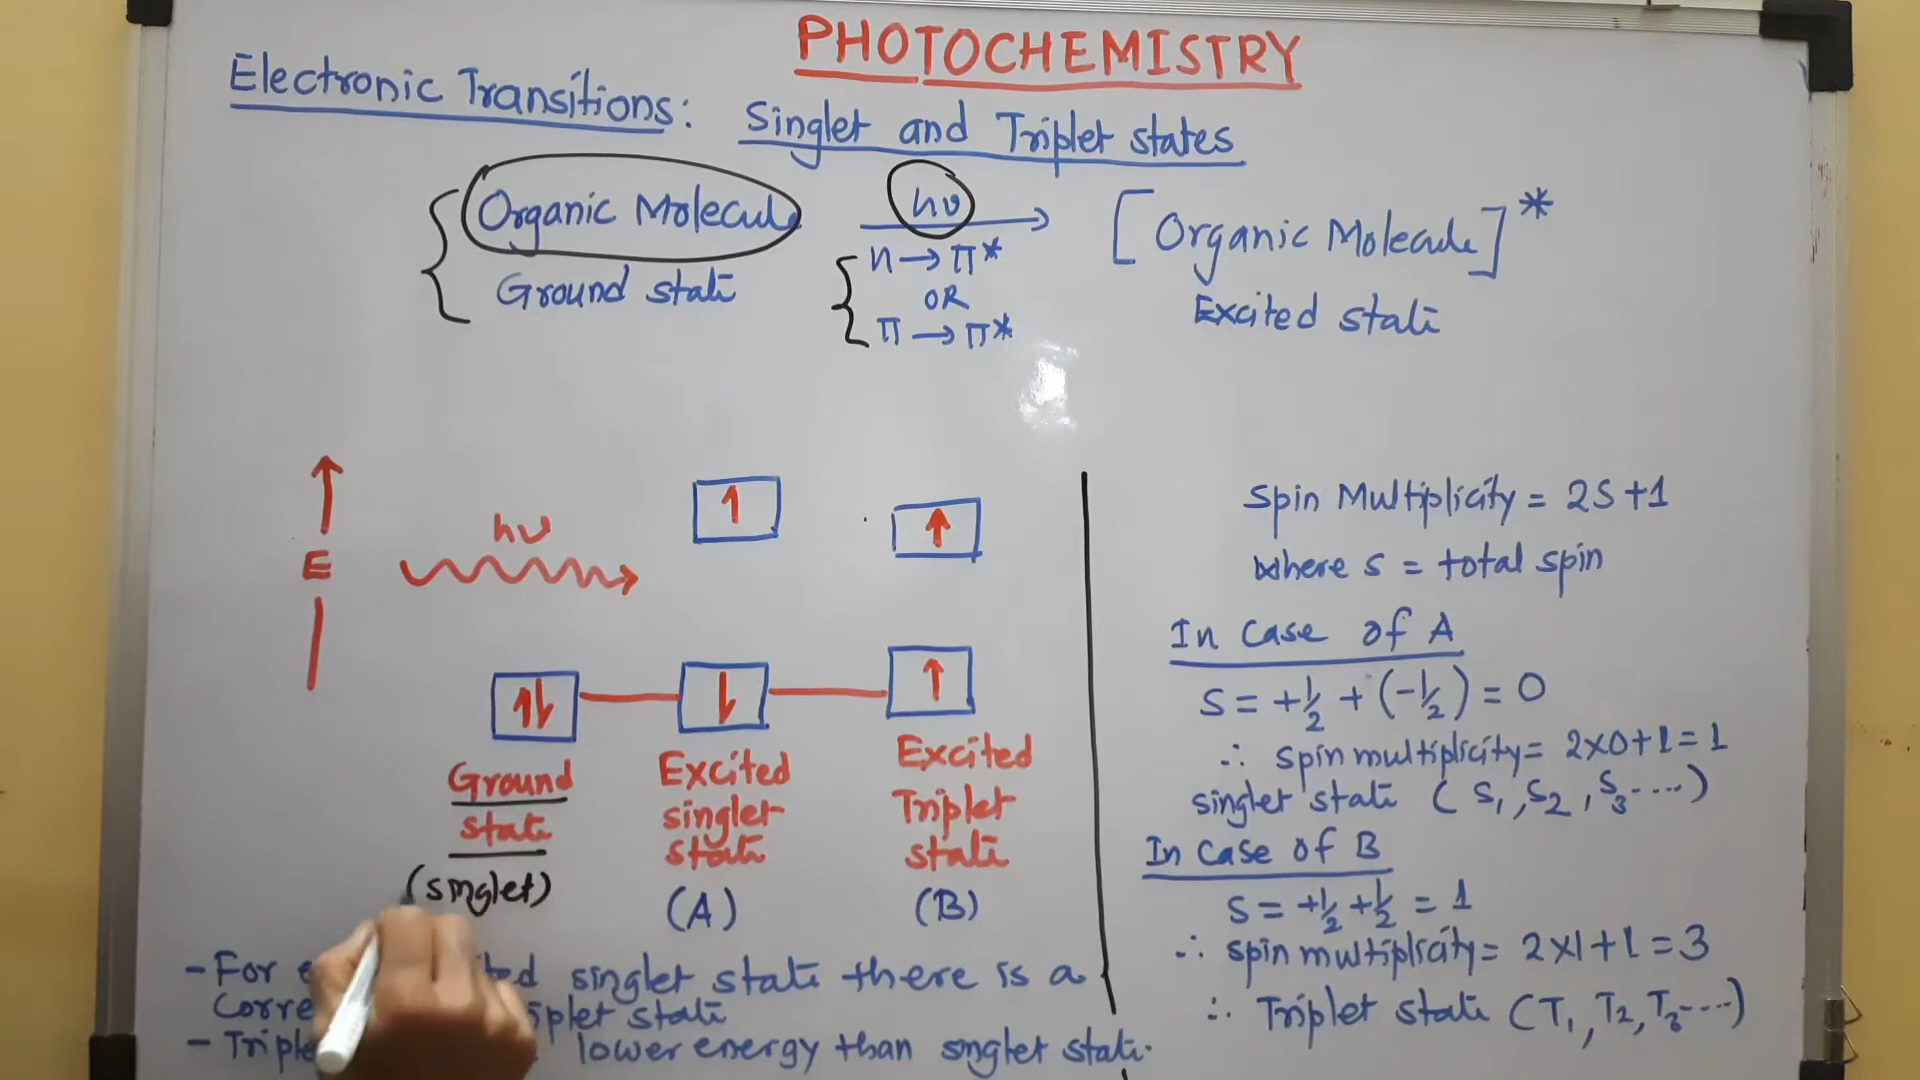 PHOTOCHEMISTRY
Electronic Transitions: Singlet and Triplet states
Organic Molecule hν [Organic Molecule]*
Ground state n→π* Excited state
OR
π→π*
E
hν
↑
↑
↑↓
↓
↑
Ground state
(singlet)
Excited singlet state
(A)
Excited Triplet state
(B)
- For singlet state there is a
state
- lower energy than singlet state.
Spin Multiplicity = 2S+1
where s = total spin
In case of A
S = +1/2 + (-1/2) = 0
∴ spin multiplicity = 2x0+1=1
singlet state (S1, S2, S3....)
In case of B
S = +1/2 +1/2 = 1
∴ spin multiplicity = 2x1+1=3
∴ Triplet state (T1, T2, T3....)